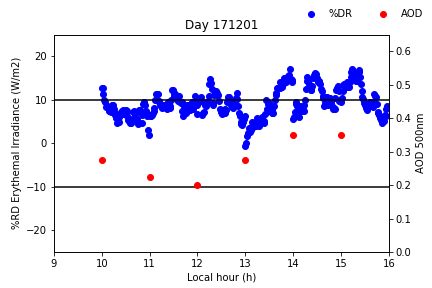 %DR AOD
Day 171201
%RD Erythermal Irradiance (W/m2)
20
10
0
−10
−20
0.6
0.5
0.4
0.3
0.2
0.1
0.0
AOD 500nm
9 10 11 12 13 14 15 16
Local hour (h)